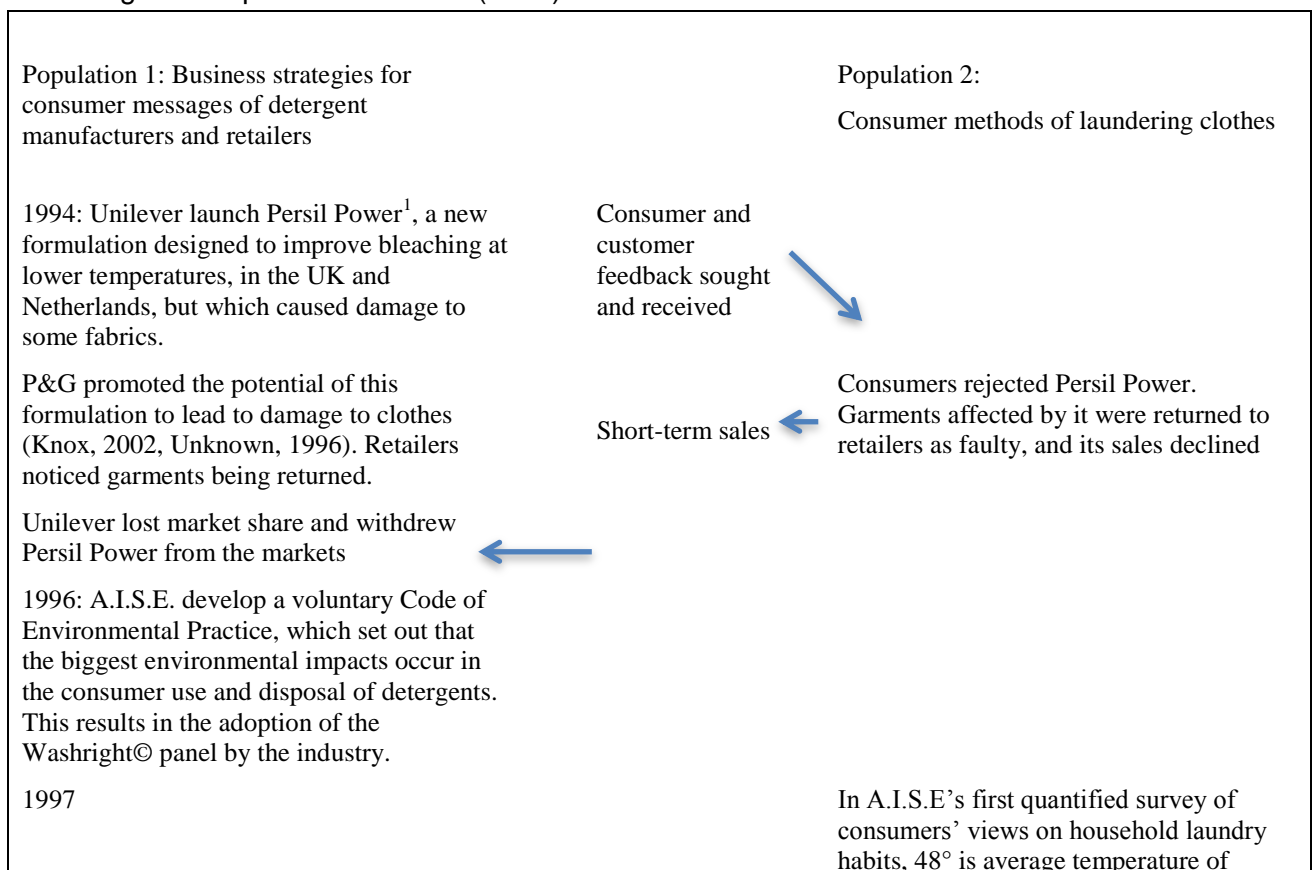 Population 1: Business strategies for
consumer messages of detergent
manufacturers and retailers
Population 2:
Consumer methods of laundering clothes
1994: Unilever launch Persil Power1, a new
formulation designed to improve bleaching at
lower temperatures, in the UK and
Netherlands, but which caused damage to
some fabrics.
Consumer and
customer
feedback sought
and received
P&G promoted the potential of this
formulation to lead to damage to clothes
(Knox, 2002, Unknown, 1996). Retailers
noticed garments being returned.
Short-term sales
Consumers rejected Persil Power.
Garments affected by it were returned to
retailers as faulty, and its sales declined
Unilever lost market share and withdrew
Persil Power from the markets
1996: A.I.S.E. develop a voluntary Code of
Environmental Practice, which set out that
the biggest environmental impacts occur in
the consumer use and disposal of detergents.
This results in the adoption of the
Washright© panel by the industry.
1997
In A.I.S.E's first quantified survey of
consumers' views on household laundry
habits, 48° is average temperature of